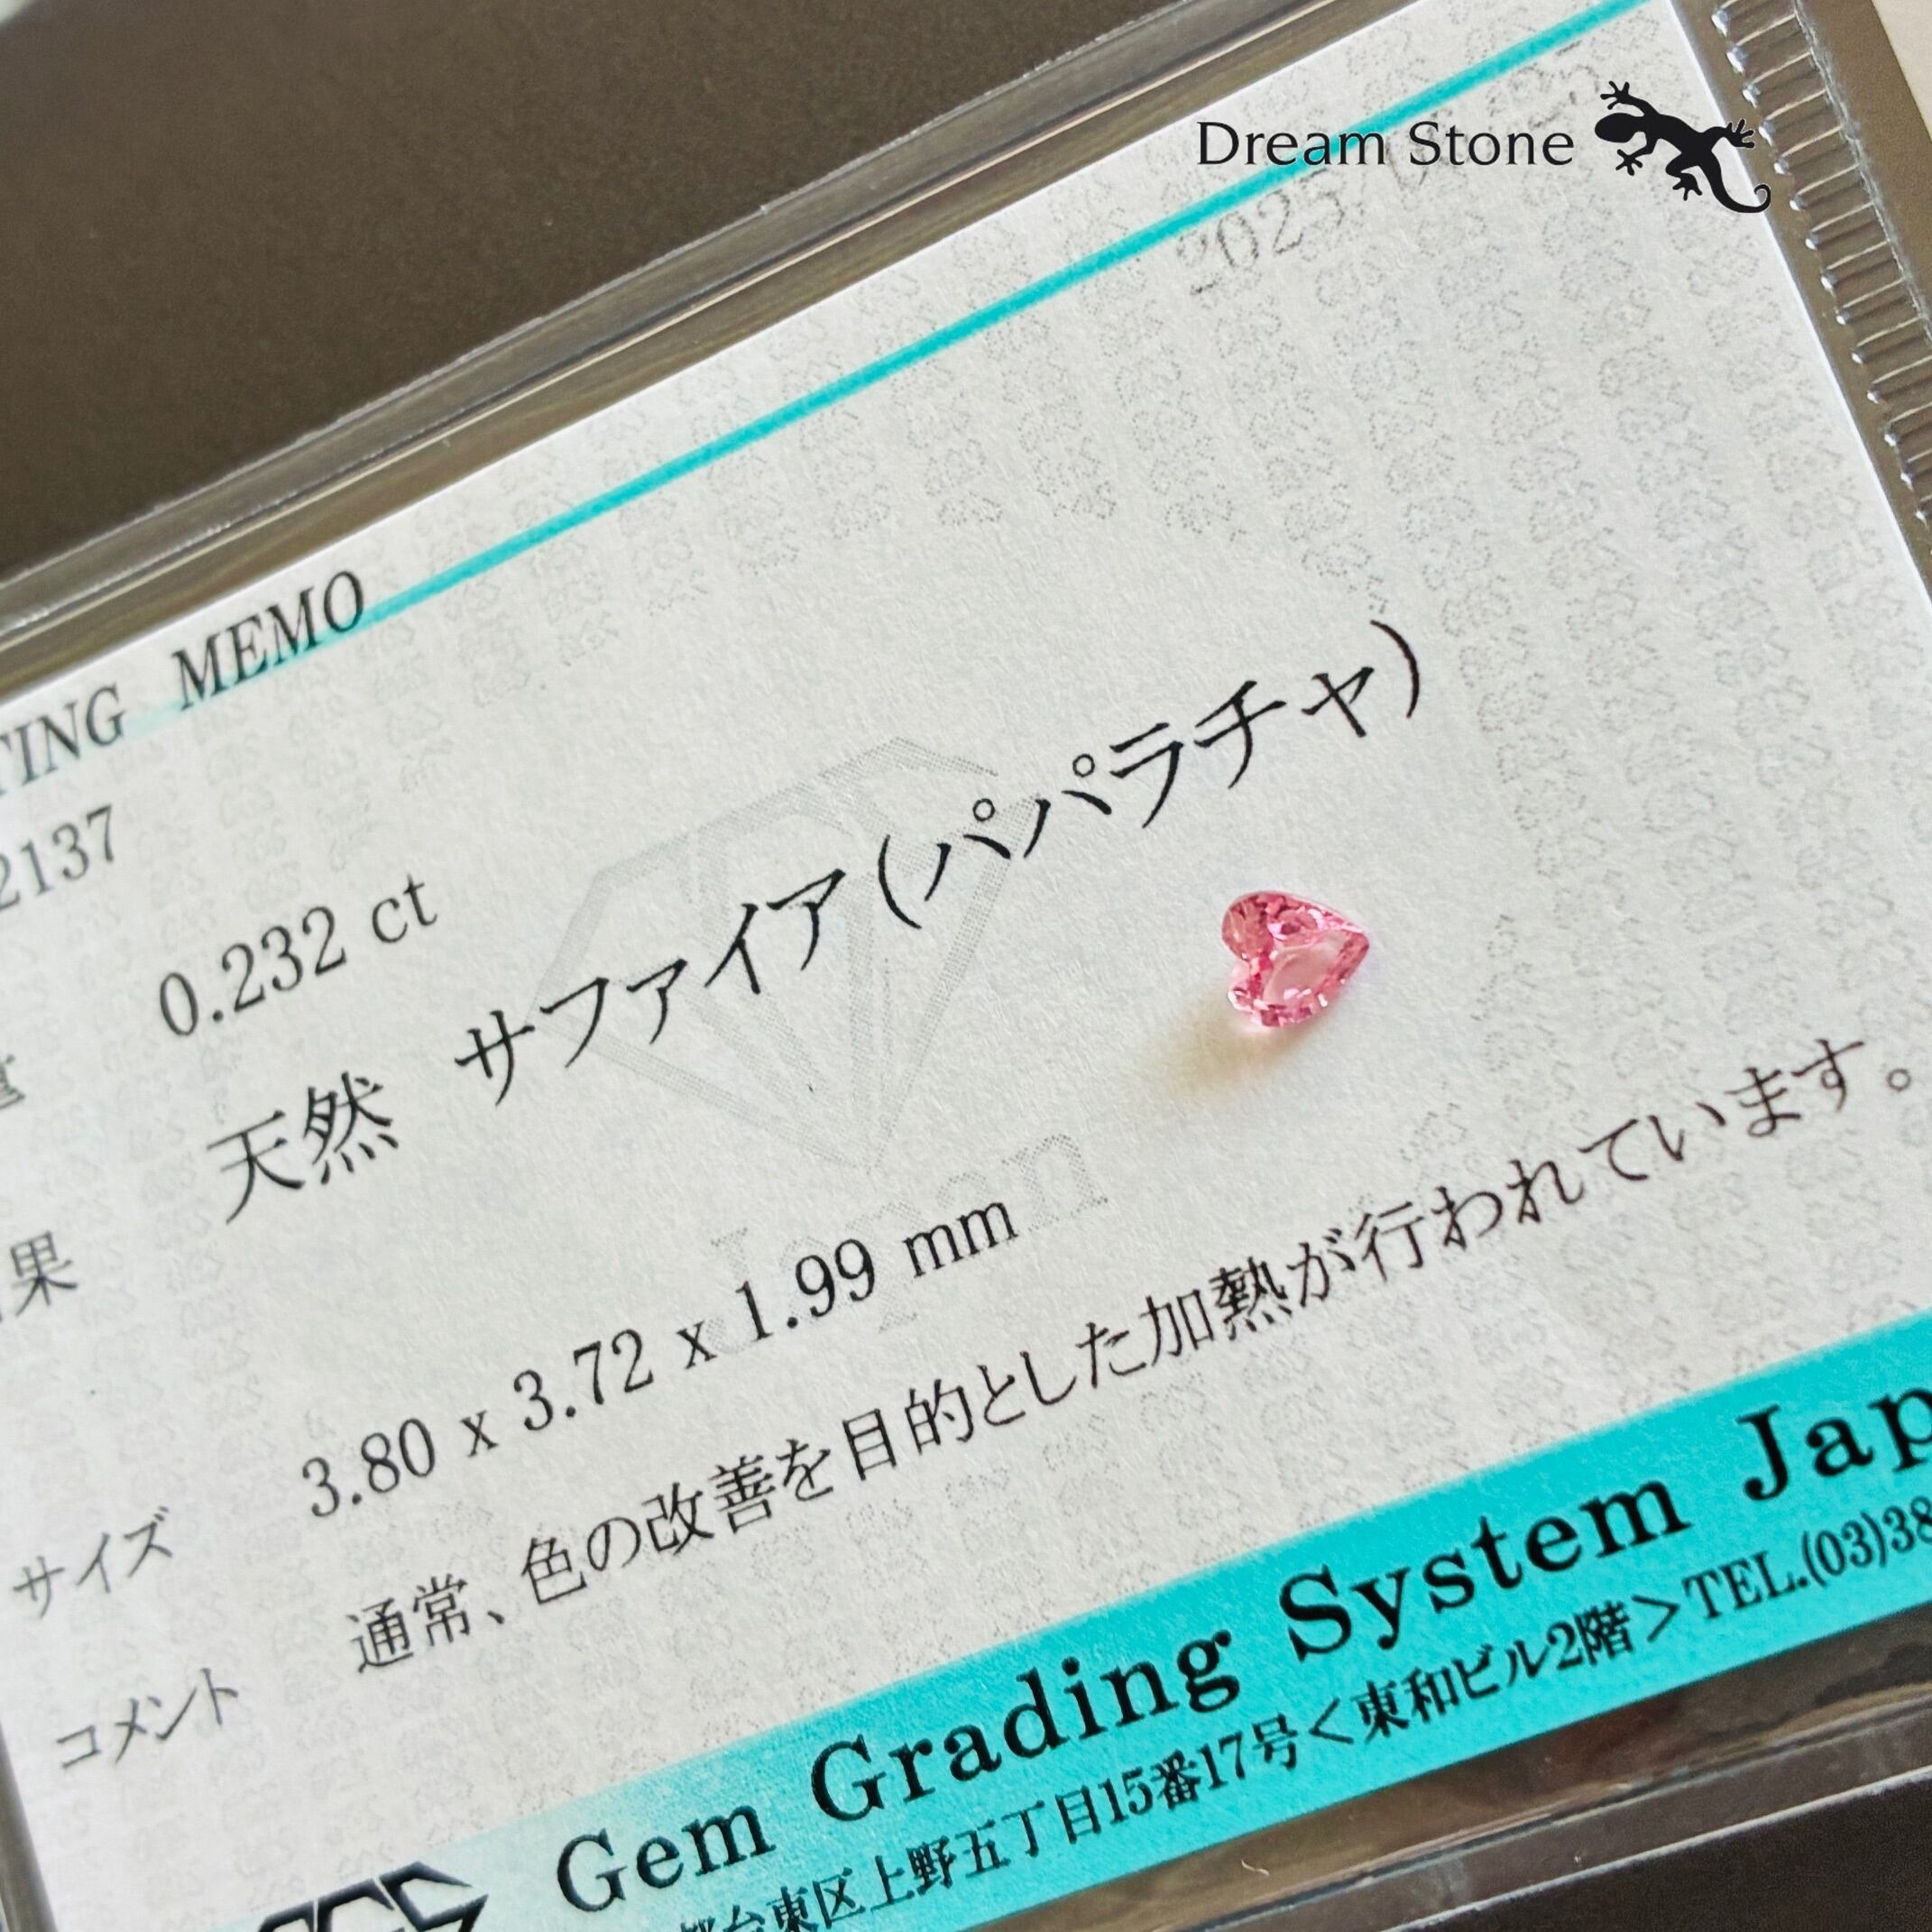 Dream Stone
2025
TING MEMO
2137
0.232 ct
天然 サファイア(パパラチャ)
果
サイズ 3.80 x 3.72 x 1.99 mm
コメント 通常、色の改善を目的とした加熱が行われています。
Japan
Gem Grading System Jap
台東区上野五丁目15番17号<東和ビル2階>TEL.(03)38